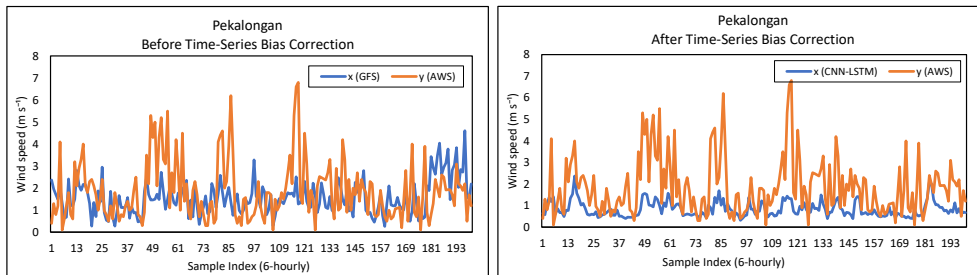 Pekalongan
Before Time-Series Bias Correction
x (GFS) y (AWS)
Wind speed (m s⁻¹)
8
7
6
5
4
3
2
1
0
1 13 25 37 49 61 73 85 97 109 121 133 145 157 169 181 193
Sample Index (6-hourly)
Pekalongan
After Time-Series Bias Correction
x (CNN-LSTM) y (AWS)
Wind speed (m s⁻¹)
8
7
6
5
4
3
2
1
0
1 13 25 37 49 61 73 85 97 109 121 133 145 157 169 181 193
Sample Index (6-hourly)